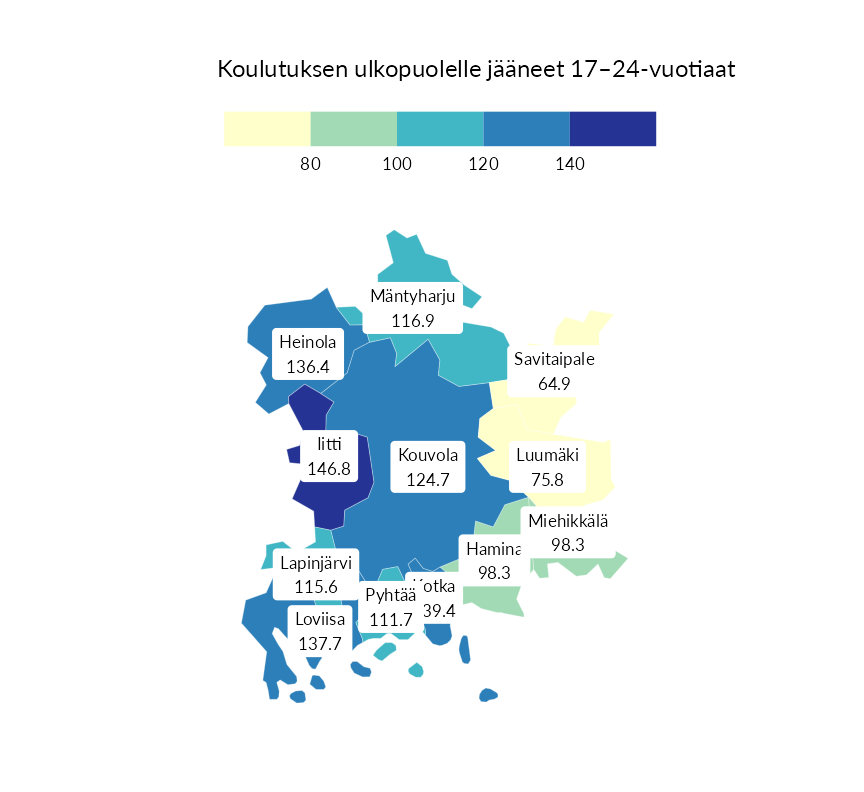 Koulutuksen ulkopuolelle jääneet 17–24-vuotiaat
80 100 120 140
Mäntyharju
116.9
Heinola
136.4
Savitaipale
64.9
Iitti
146.8
Kouvola
124.7
Luumäki
75.8
Miehikkälä
98.3
Hamina
98.3
Lapinjärvi
115.6
Pyhtää
111.7
otka
39.4
Loviisa
137.7